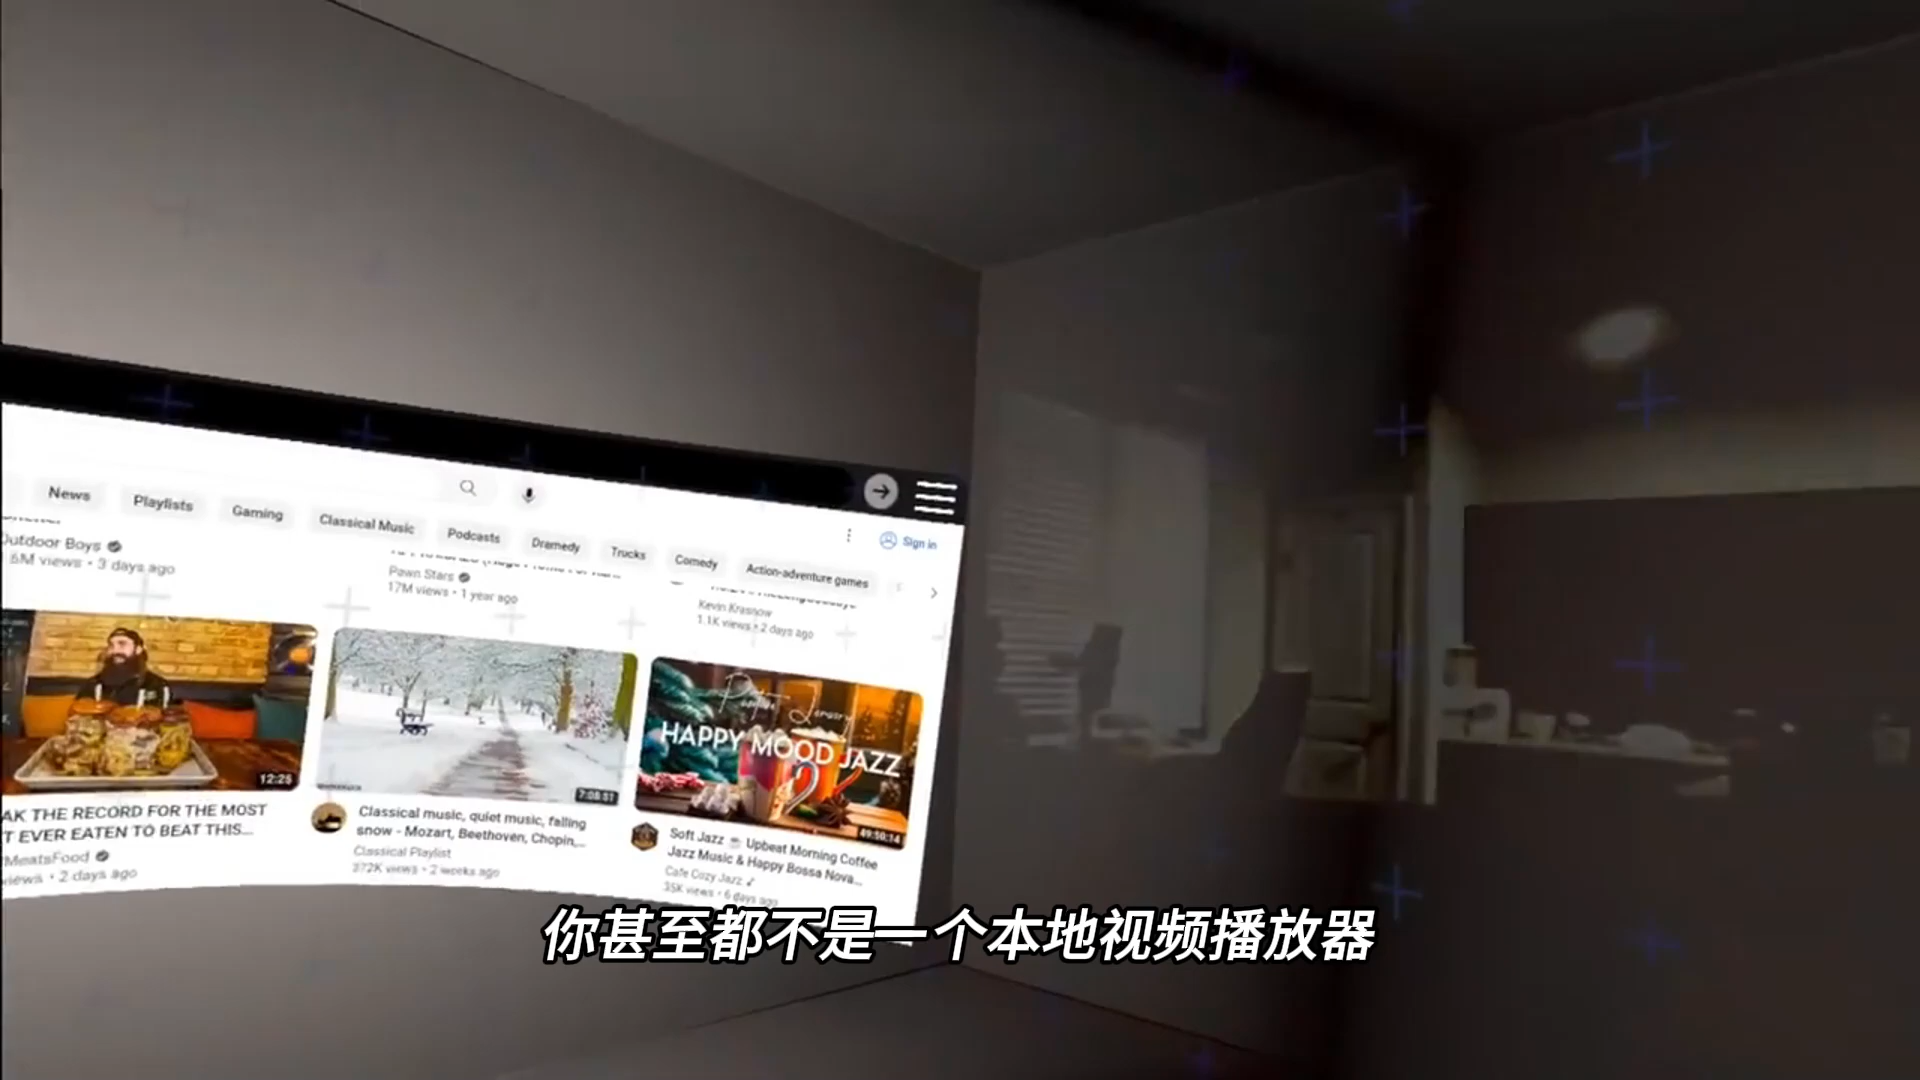 News
Playlists
Gaming
Classical Music
Podcasts
Dramedy
Trucks
Comedy
Action-adventure games
Sign in
Outdoor Boys
6M views • 3 days ago
Pawn Stars
17M views • 1 year ago
Kevin Krasnow
1.1K views • 2 days ago
12:25
7:08:51
HAPPY MOOD JAZZ
49:50:14
AK THE RECORD FOR THE MOST
T EVER EATEN TO BEAT THIS...
MeatsFood
iews • 2 days ago
Classical music, quiet music, falling
snow - Mozart, Beethoven, Chopin,...
Classical Playlist
372K views • 2 weeks ago
Soft Jazz ☕ Upbeat Morning Coffee
Jazz Music & Happy Bossa Nova...
Cafe Cozy Jazz ♪
35K views • 6 days ago
你甚至都不是一个本地视频播放器